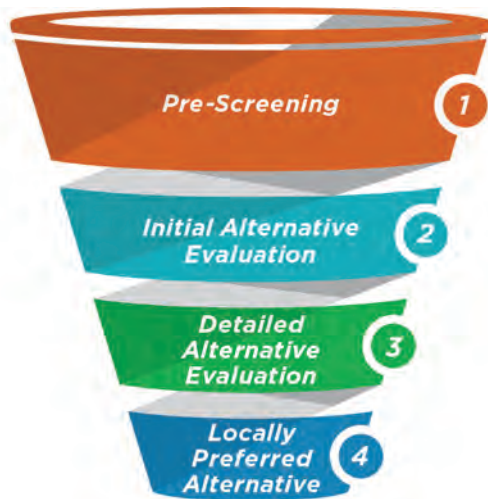 Pre-Screening
1
Initial Alternative
Evaluation
2
Detailed
Alternative
Evaluation
3
Locally
Preferred
Alternative
4